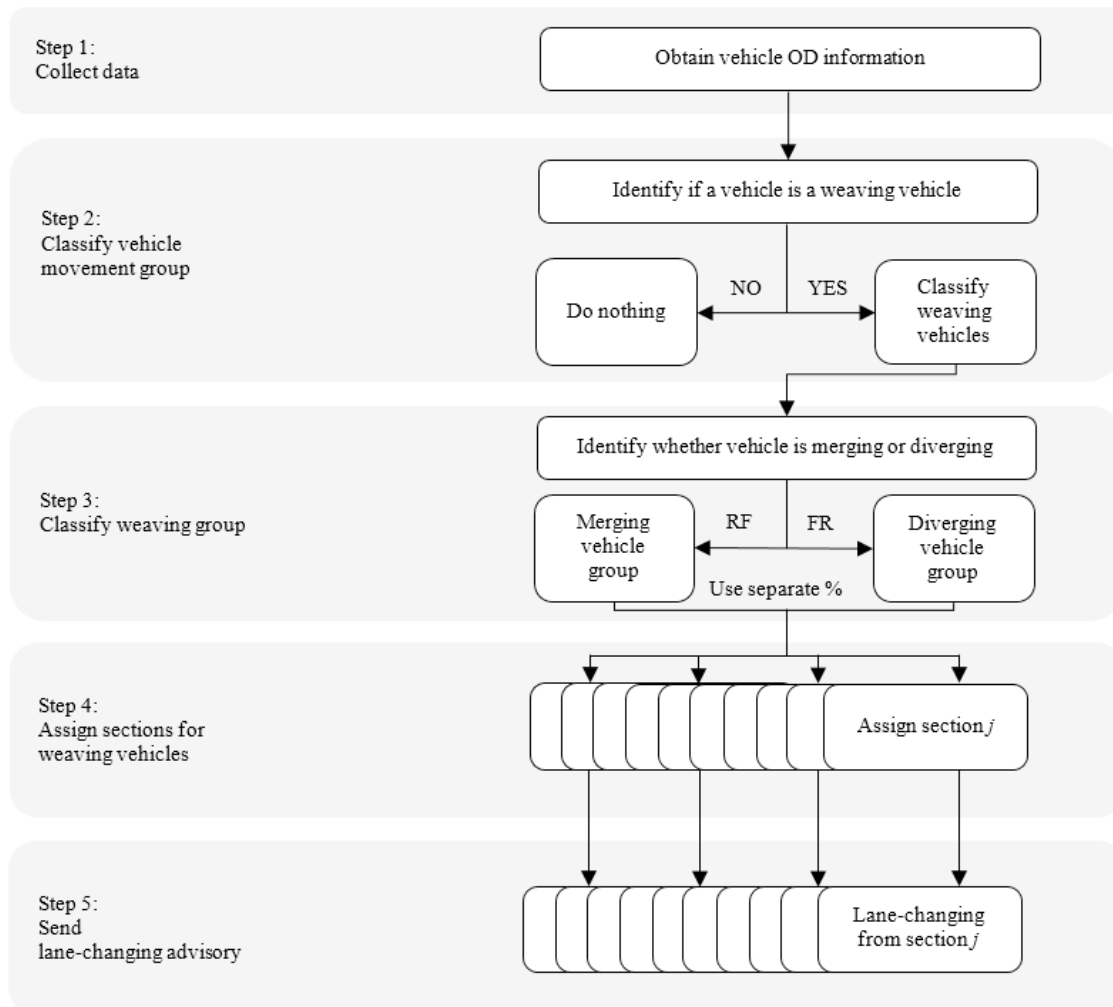 Step 1:
Collect data
Obtain vehicle OD information
Step 2:
Classify vehicle
movement group
Identify if a vehicle is a weaving vehicle
Do nothing
NO
YES
Classify
weaving
vehicles
Step 3:
Classify weaving group
Identify whether vehicle is merging or diverging
Merging
vehicle
group
RF
FR
Diverging
vehicle
group
Use separate %
Step 4:
Assign sections for
weaving vehicles
Assign section j
Step 5:
Send
lane-changing advisory
Lane-changing
from section j